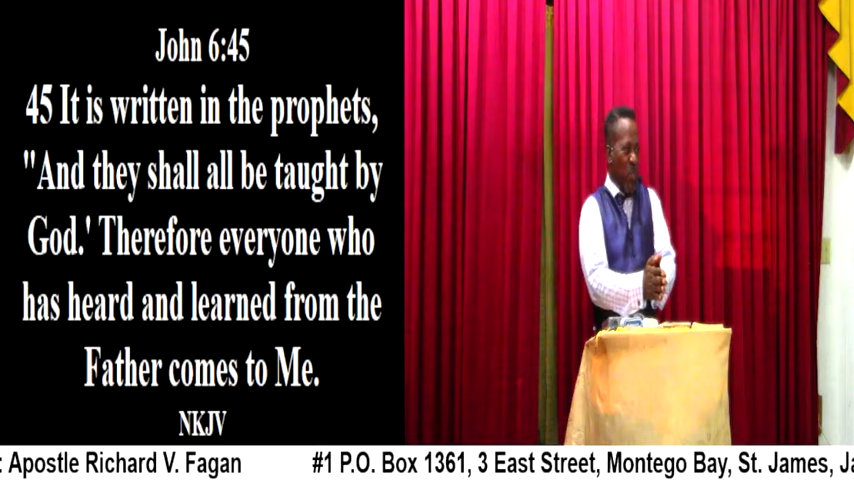 John 6:45
45 It is written in the prophets,
"And they shall all be taught by
God.' Therefore everyone who
has heard and learned from the
Father comes to Me.
NKJV
: Apostle Richard V. Fagan #1 P.O. Box 1361, 3 East Street, Montego Bay, St. James, Ja